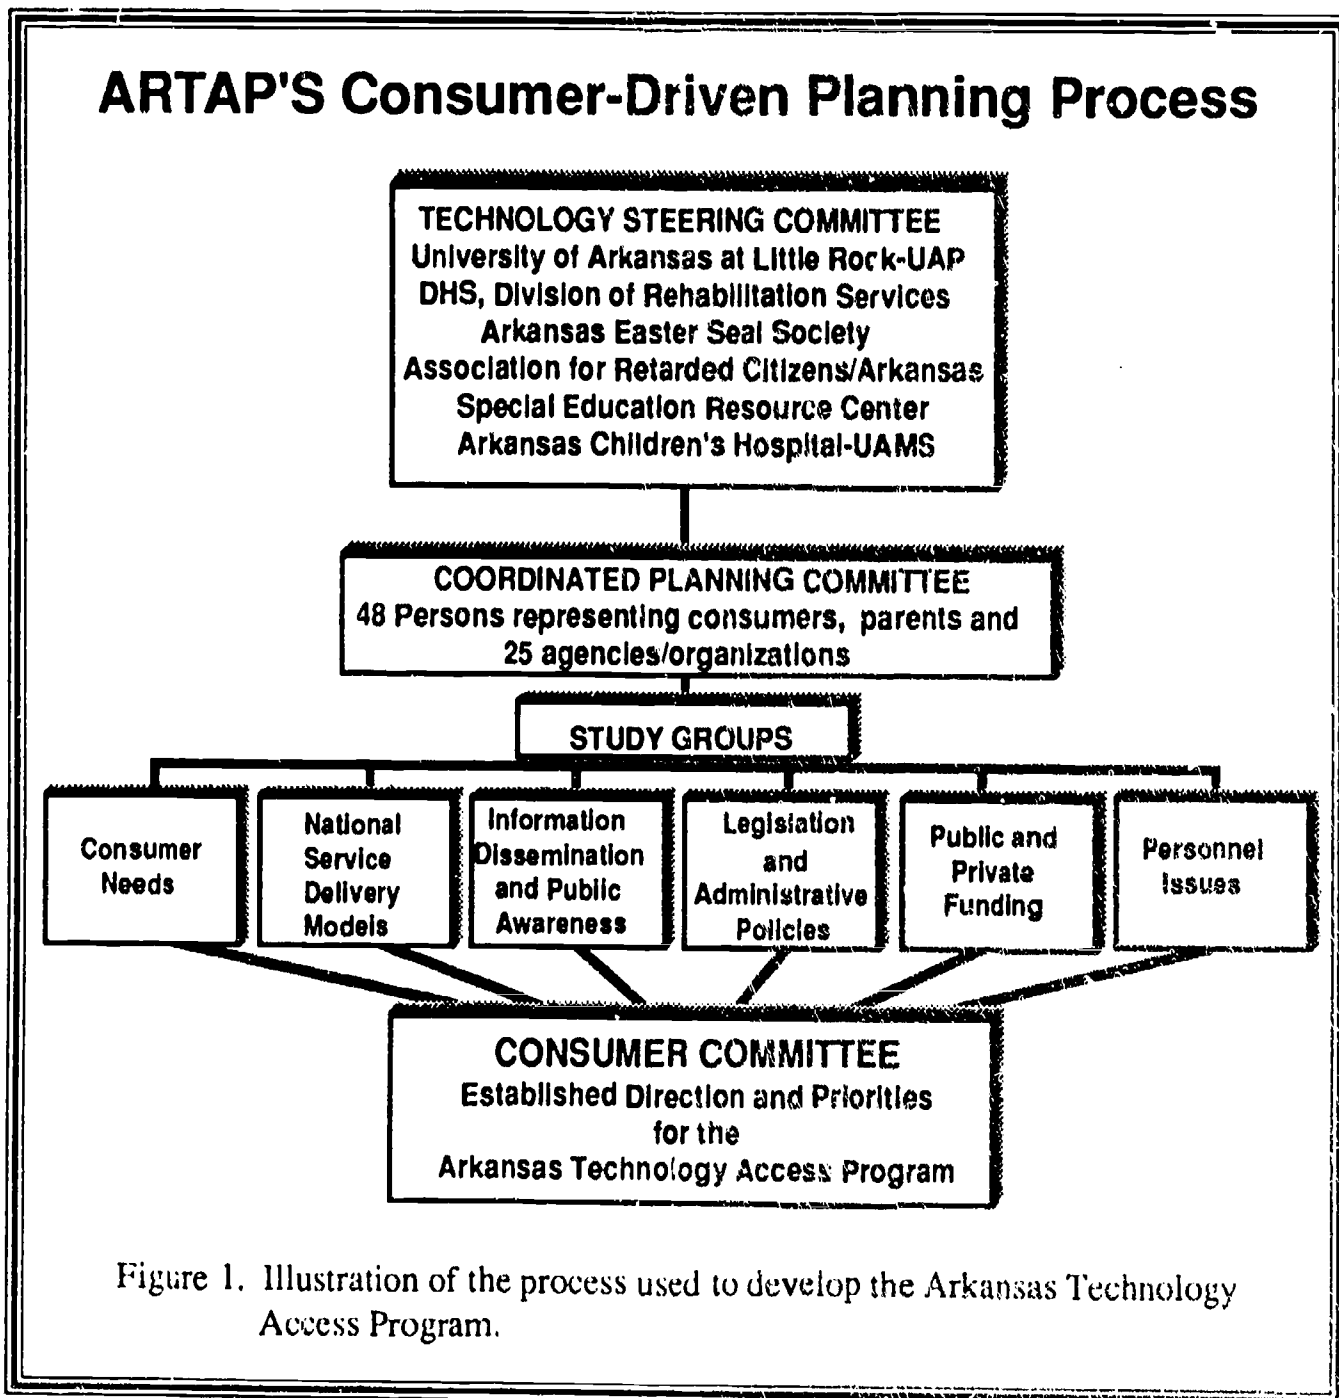 ARTAP'S Consumer-Driven Planning Process
TECHNOLOGY STEERING COMMITTEE
University of Arkansas at Little Rock-UAP
DHS, Division of Rehabilitation Services
Arkansas Easter Seal Society
Association for Retarded Citizens/Arkansas
Special Education Resource Center
Arkansas Children's Hospital-UAMS
COORDINATED PLANNING COMMITTEE
48 Persons representing consumers, parents and
25 agencies/organizations
STUDY GROUPS
Consumer
Needs
National
Service
Delivery
Models
Information
Dissemination
and Public
Awareness
Legislation
and
Administrative
Policies
Public and
Private
Funding
Personnel
Issues
CONSUMER COMMITTEE
Established Direction and Priorities
for the
Arkansas Technology Access Program
Figure 1. Illustration of the process used to develop the Arkansas Technology
Access Program.